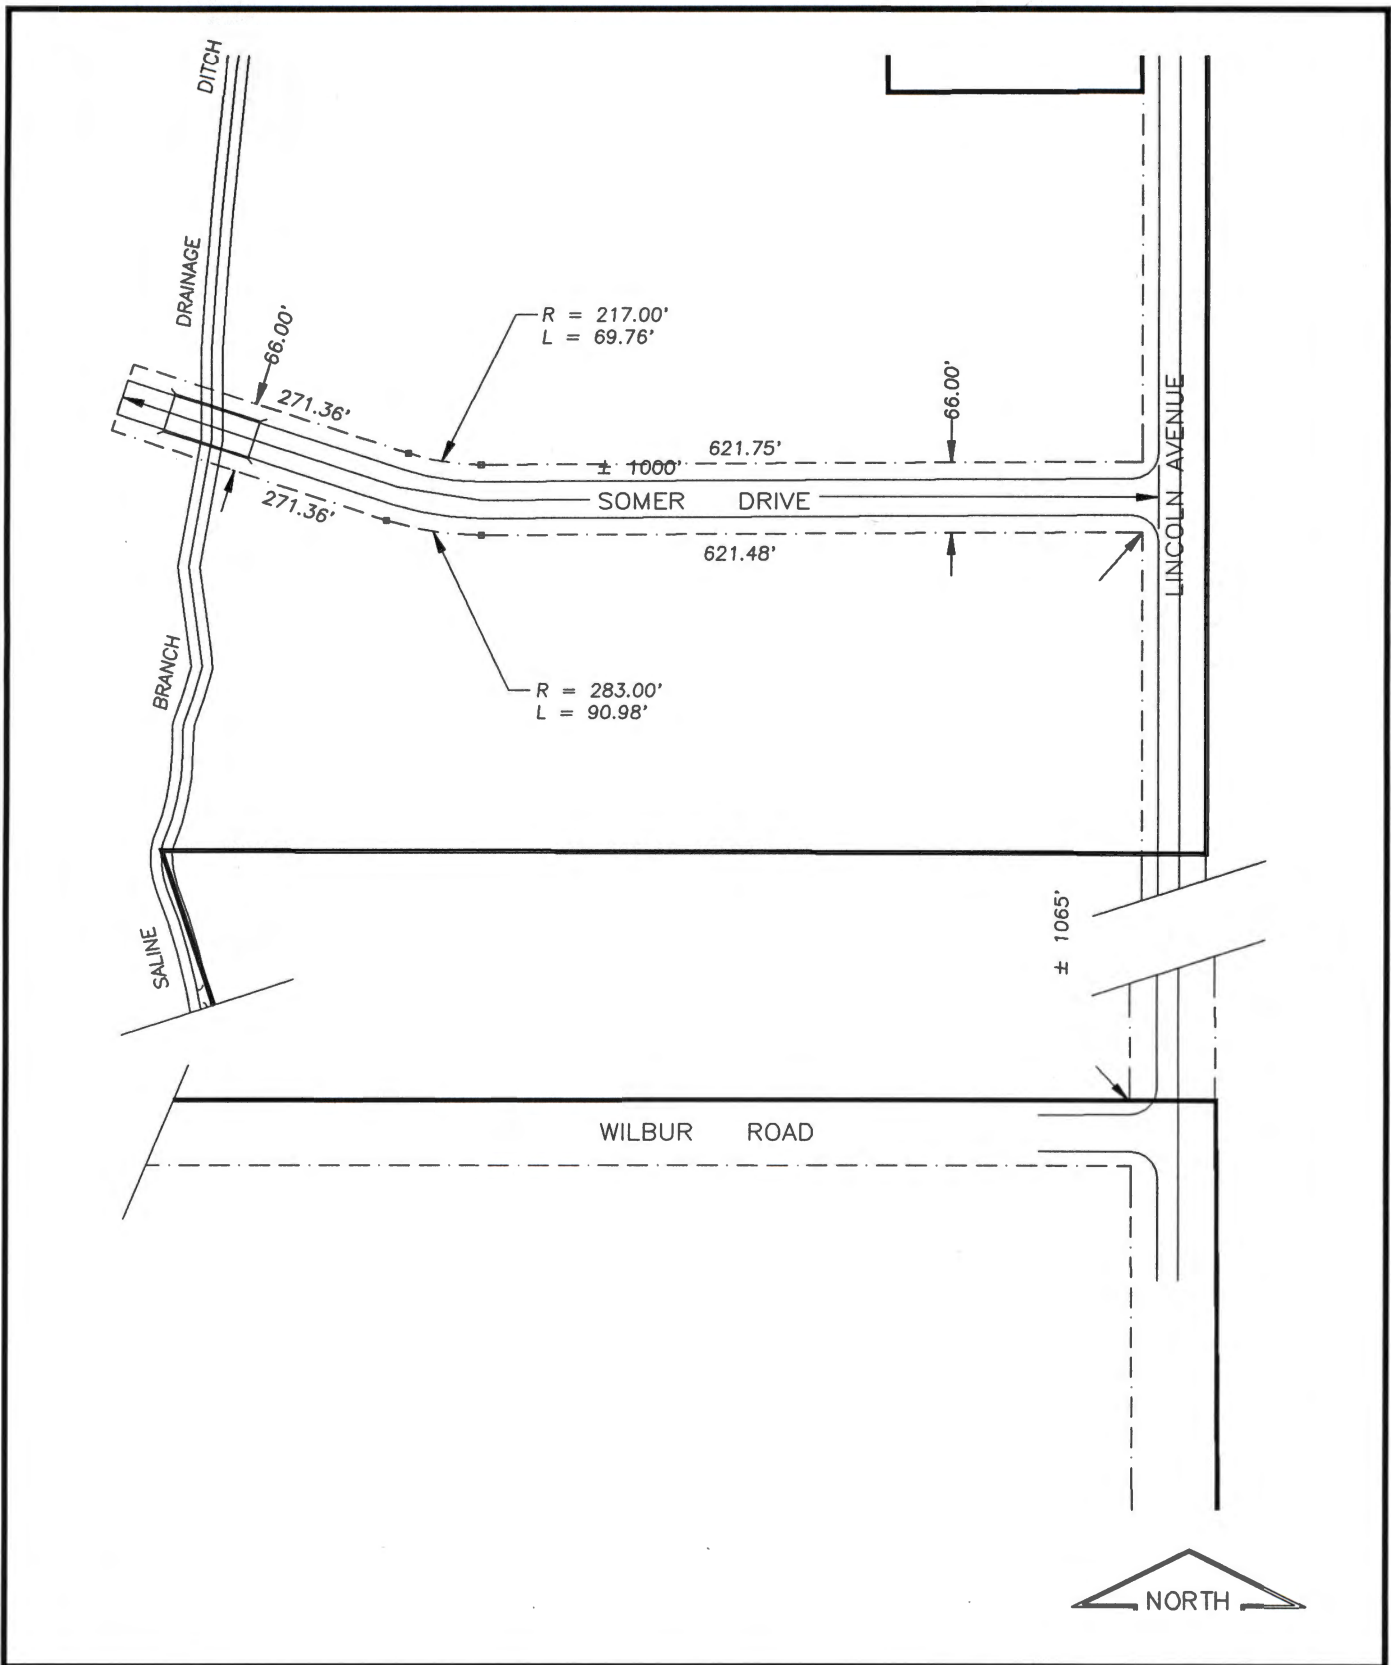 DITCH
DRAINAGE
66.00'
R = 217.00'
L = 69.76'
271.36'
66.00'
LINCOLN AVENUE
621.75'
± 1000'
SOMER DRIVE
271.36'
621.48'
BRANCH
R = 283.00'
L = 90.98'
SALINE
± 1065'
WILBUR ROAD
NORTH